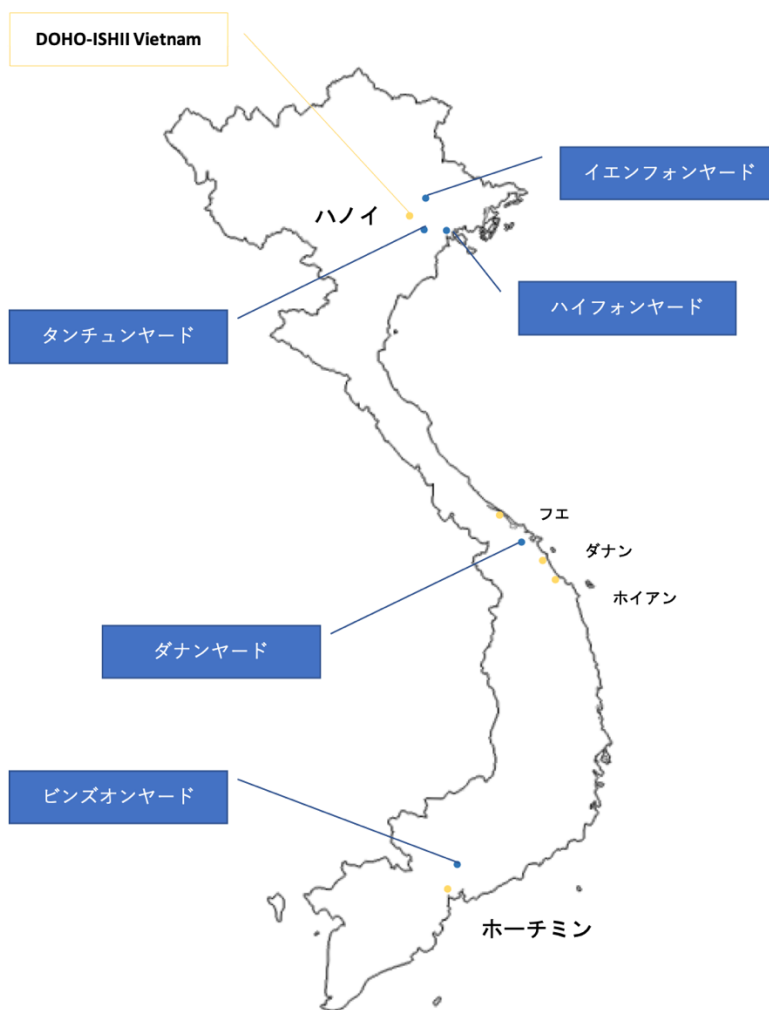 DOHO-ISHII Vietnam
イエンフォンヤード
ハノイ
タンチュンヤード
ハイフォンヤード
フエ
ダナン
ホイアン
ダナンヤード
ビンズオンヤード
ホーチミン